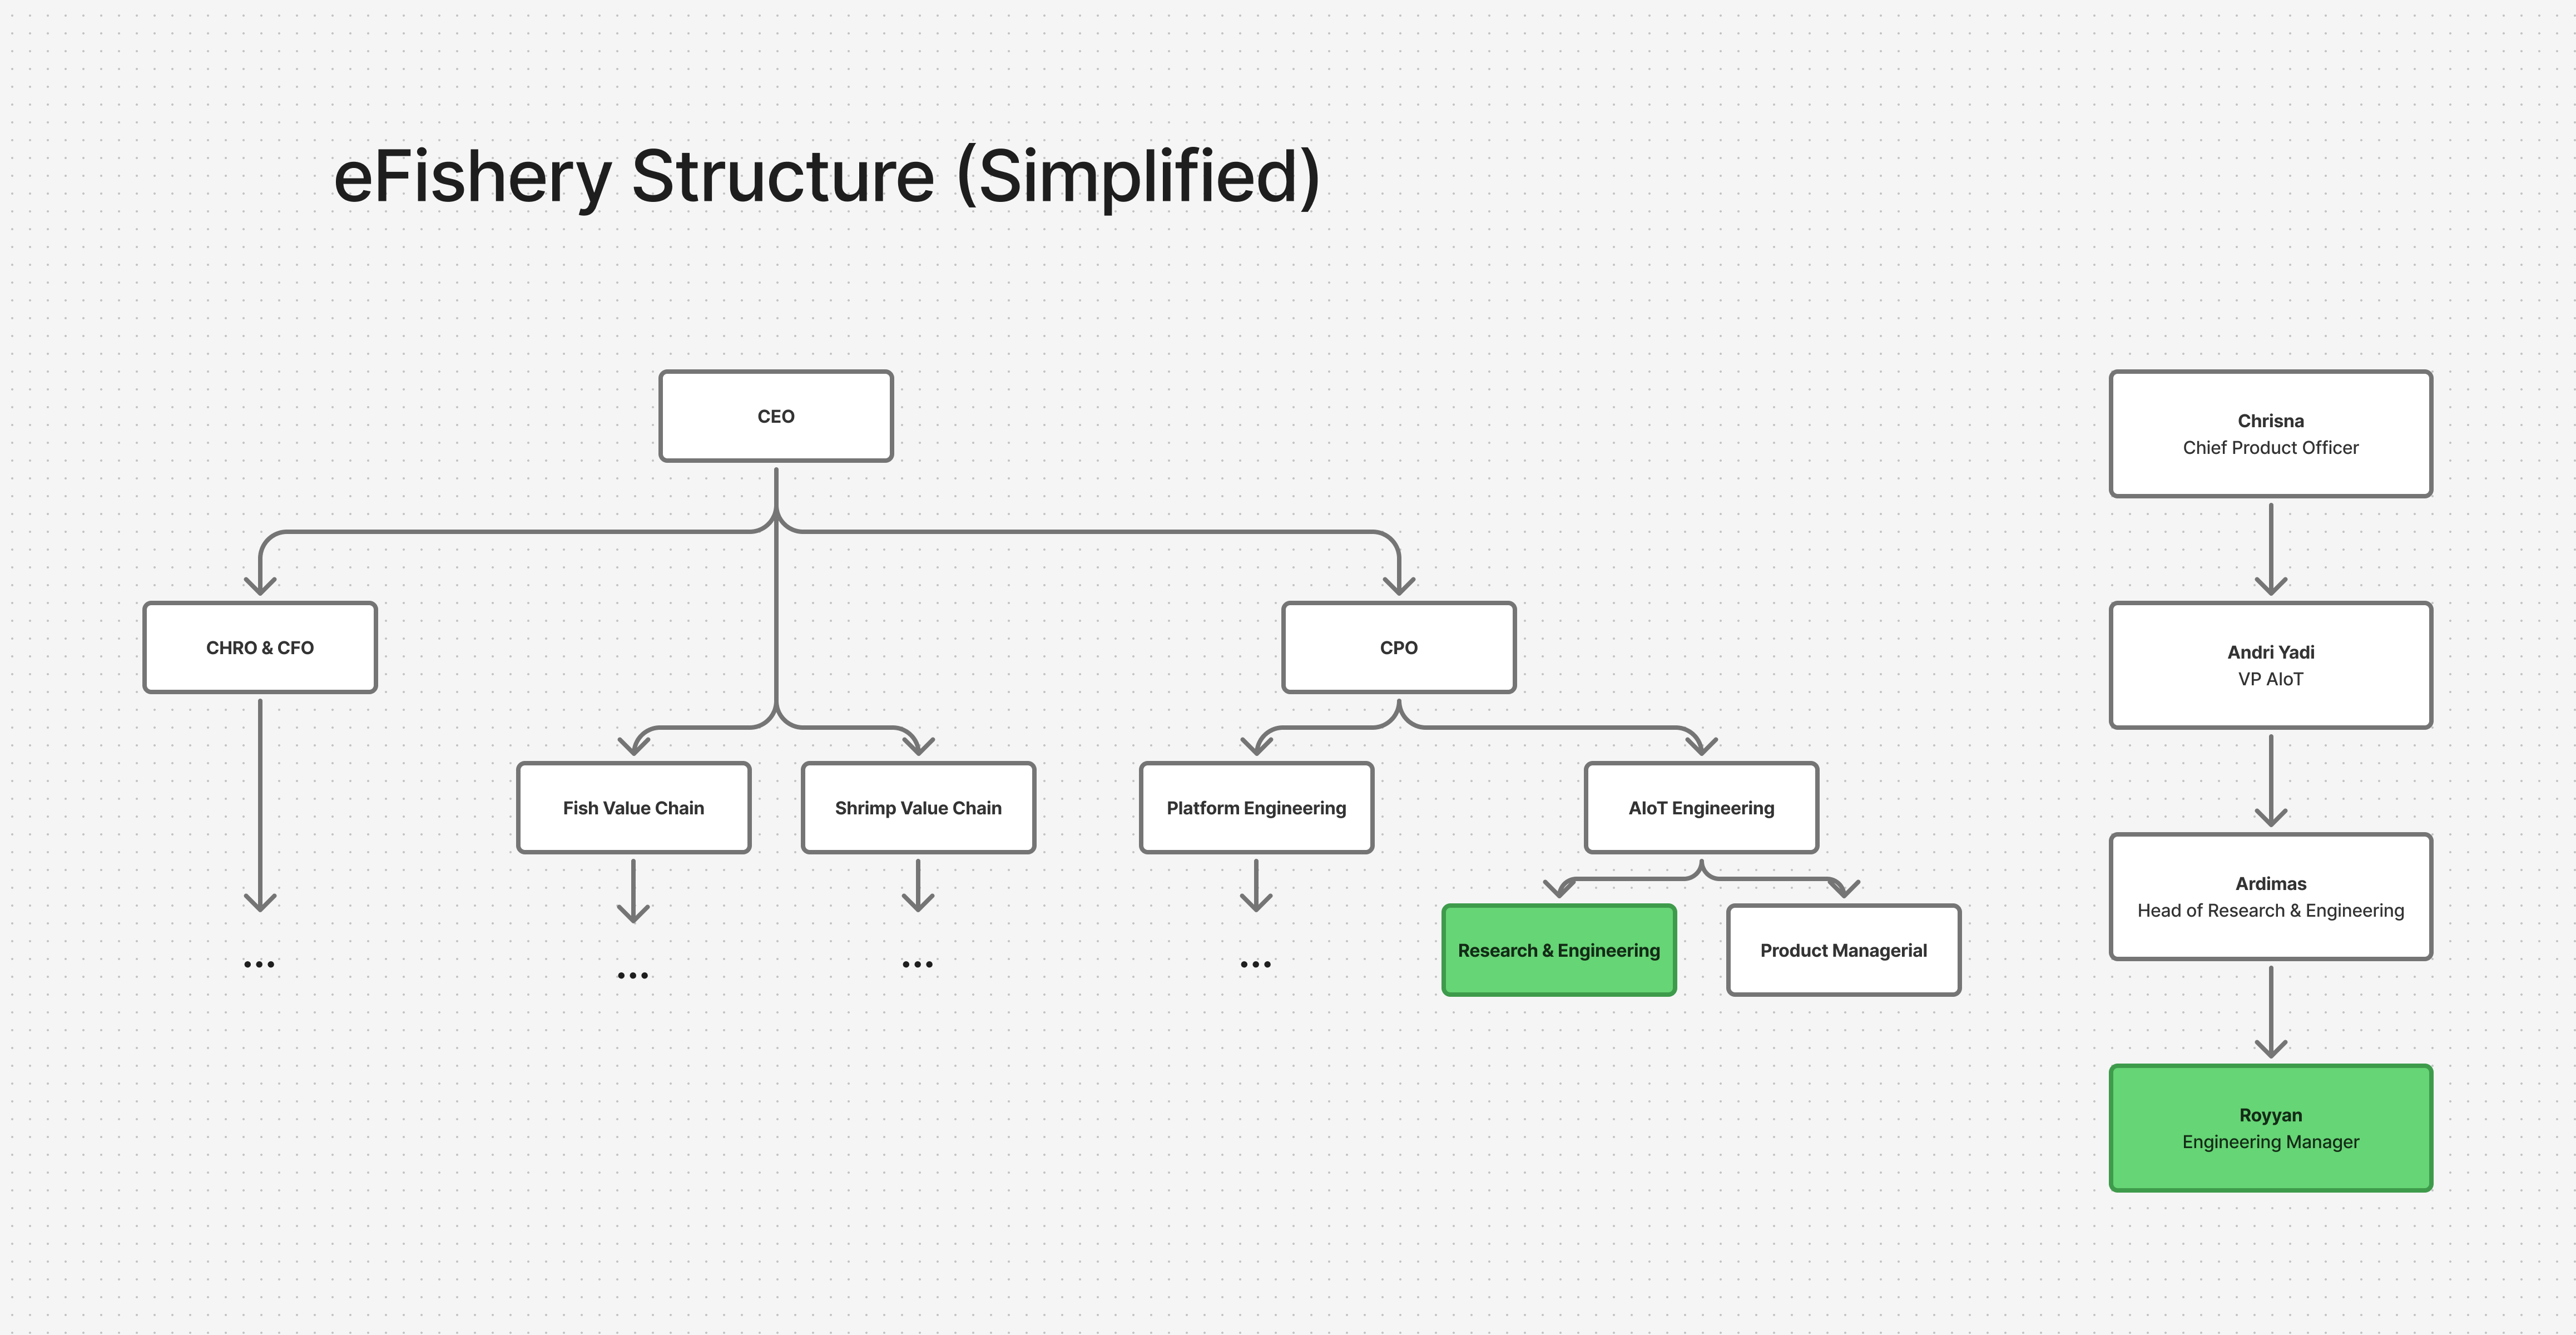 eFishery Structure (Simplified)
CEO
CHRO & CFO
CPO
Fish Value Chain
Shrimp Value Chain
Platform Engineering
AIoT Engineering
Research & Engineering
Product Managerial
...
...
...
...
Chrisna
Chief Product Officer
Andri Yadi
VP AIoT
Ardimas
Head of Research & Engineering
Royyan
Engineering Manager